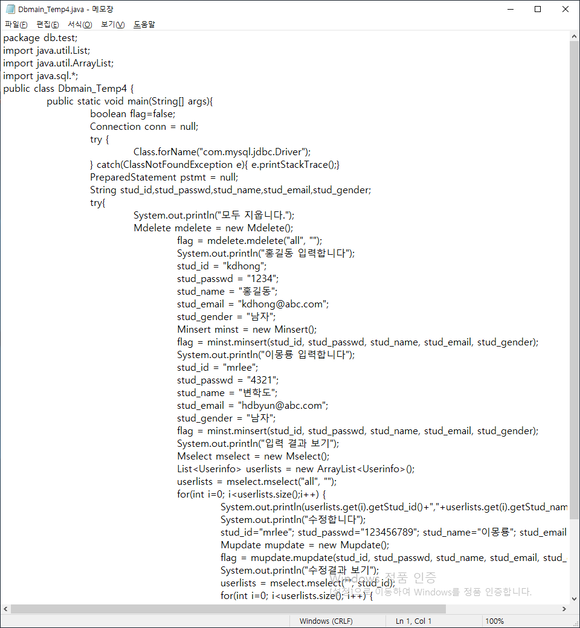 Dbmain_Temp4.java - 메모장
파일(F) 편집(E) 서식(O) 보기(V) 도움말
package db.test;
import java.util.List;
import java.util.ArrayList;
import java.sql.*;
public class Dbmain_Temp4 {
public static void main(String[] args){
boolean flag=false;
Connection conn = null;
try {
Class.forName("com.mysql.jdbc.Driver");
} catch(ClassNotFoundException e){ e.printStackTrace();}
PreparedStatement pstmt = null;
String stud_id,stud_passwd,stud_name,stud_email,stud_gender;
try{
System.out.println("모두 지웁니다.");
Mdelete mdelete = new Mdelete();
flag = mdelete.mdelete("all", "");
System.out.println("홍길동 입력합니다");
stud_id = "kdhong";
stud_passwd = "1234";
stud_name = "홍길동";
stud_email = "kdhong@abc.com";
stud_gender = "남자";
Minsert minst = new Minsert();
flag = minst.minsert(stud_id, stud_passwd, stud_name, stud_email, stud_gender);
System.out.println("이몽룡 입력합니다");
stud_id = "mrlee";
stud_passwd = "4321";
stud_name = "변학도";
stud_email = "hdbyun@abc.com";
stud_gender = "남자";
flag = minst.minsert(stud_id, stud_passwd, stud_name, stud_email, stud_gender);
System.out.println("입력 결과 보기");
Mselect mselect = new Mselect();
List<Userinfo> userlists = new ArrayList<Userinfo>();
userlists = mselect.mselect("all", "");
for(int i=0; i<userlists.size();i++) {
System.out.println(userlists.get(i).getStud_id()+","+userlists.get(i).getStud_nam
System.out.println("수정합니다");
stud_id="mrlee"; stud_passwd="123456789"; stud_name="이몽룡"; stud_email
Mupdate mupdate = new Mupdate();
flag = mupdate.mupdate(stud_id, stud_passwd, stud_name, stud_email, stud_
System.out.println("수정결과 보기");
userlists = mselect.mselect("", stud_id);
for(int i=0; i<userlists.size(); i++) {
Windows 정품 인증
[설정]으로 이동하여 Windows를 정품 인증합니다.
Windows (CRLF) Ln 1, Col 1 100%